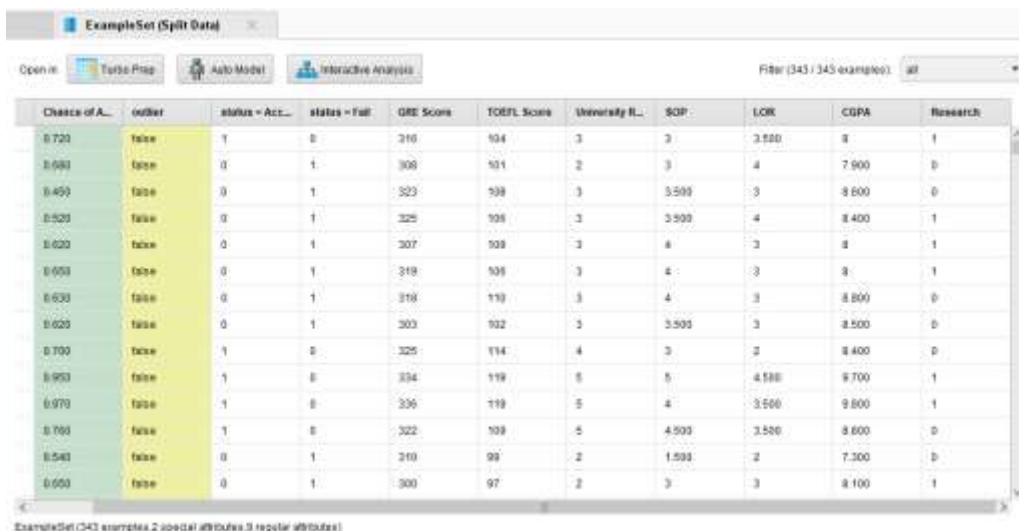 ExampleSet (Split Data)
Open in Turbo Prep Auto Model Interactive Analysis Filter (343 / 343 examples): all
Chance of A... outlier status = Acc... status = Fail GRE Score TOEFL Score University R... SOP LOR CGPA Research
0.720 false 1 0 316 104 3 3 3.500 8 1
0.680 false 0 1 308 101 2 3 4 7.900 0
0.450 false 0 1 323 108 3 3.500 3 8.600 0
0.520 false 0 1 325 106 3 3.500 4 8.400 1
0.620 false 0 1 307 109 3 4 3 8 1
0.650 false 0 1 319 106 3 4 3 8 1
0.630 false 0 1 318 110 3 4 3 8.800 0
0.620 false 0 1 303 102 3 3.500 3 8.500 0
0.700 false 1 0 325 114 4 3 2 8.400 0
0.950 false 1 0 334 119 5 5 4.500 9.700 1
0.970 false 1 0 336 119 5 4 3.500 9.800 1
0.760 false 1 0 322 109 5 4.500 3.500 8.800 0
0.540 false 0 1 310 99 2 1.500 2 7.300 0
0.650 false 0 1 300 97 2 3 3 8.100 1
ExampleSet (343 examples,2 special attributes,9 regular attributes)